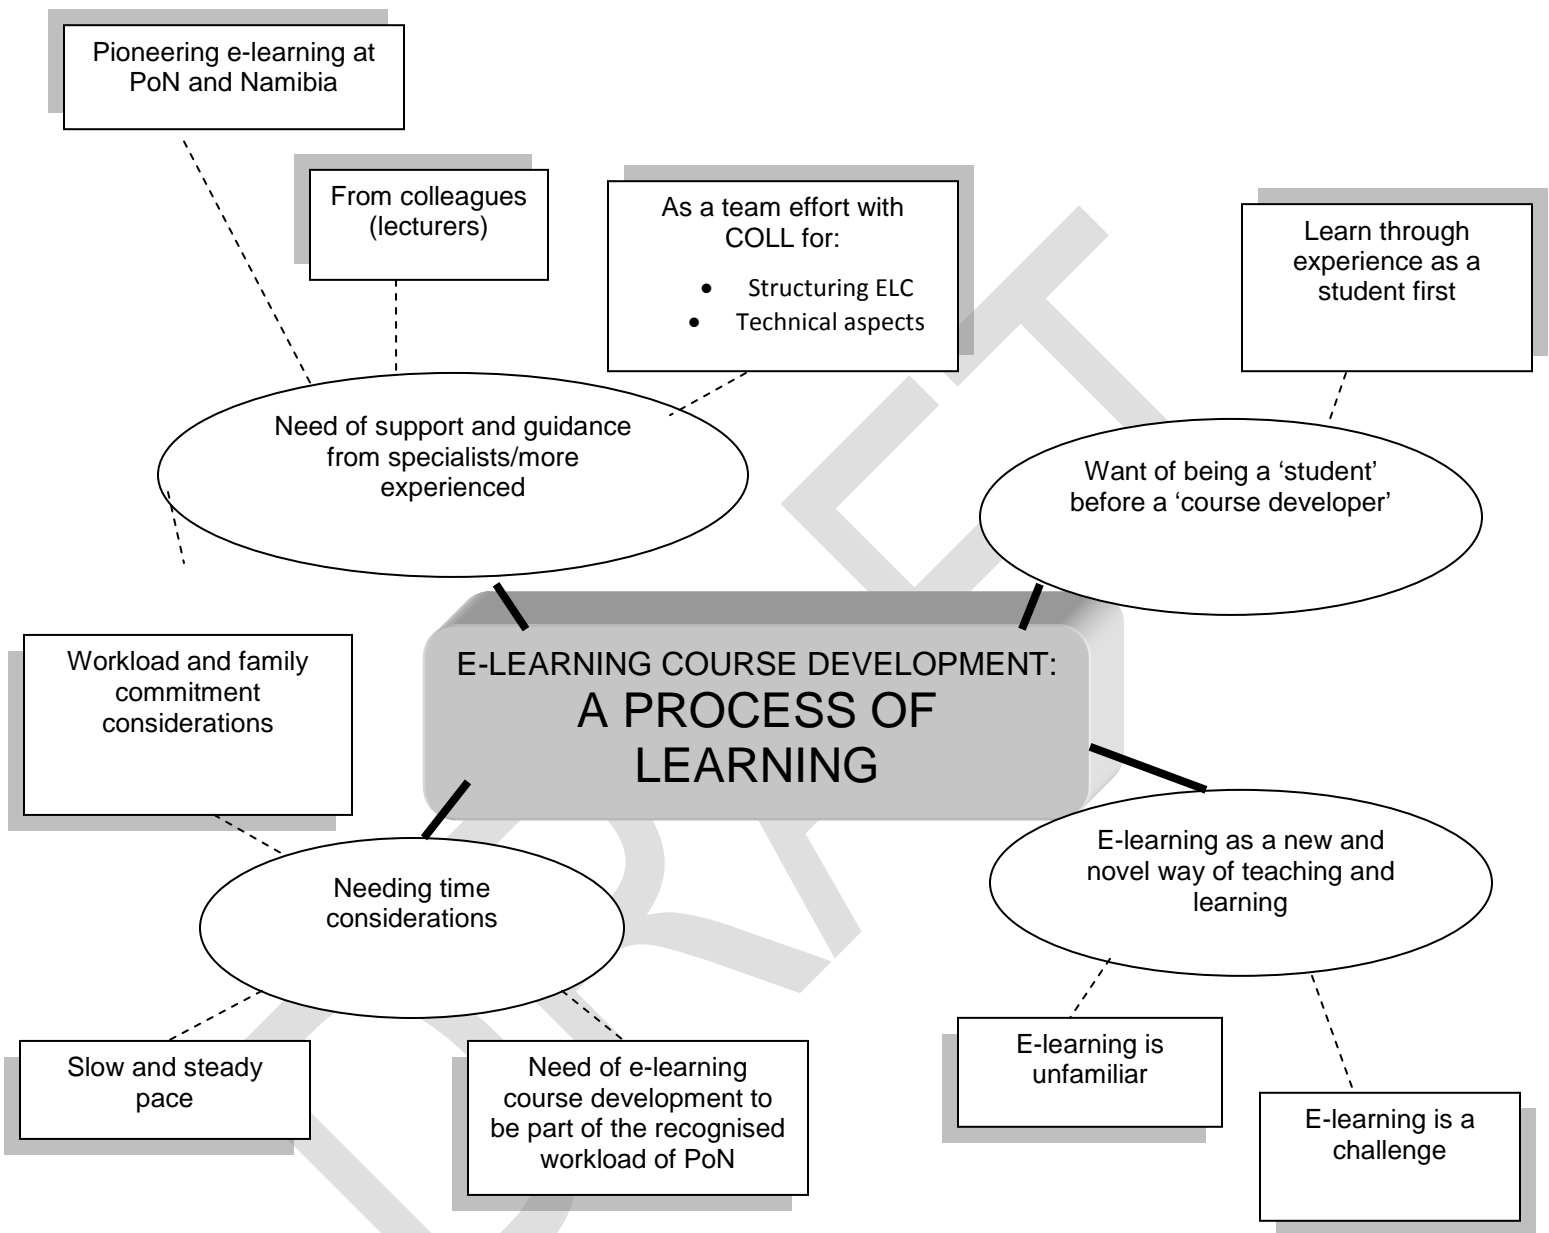 Pioneering e-learning at
PoN and Namibia
From colleagues
(lecturers)
As a team effort with
COLL for:
• Structuring ELC
• Technical aspects
Learn through
experience as a
student first
Need of support and guidance
from specialists/more
experienced
Want of being a ‘student’
before a ‘course developer’
E-LEARNING COURSE DEVELOPMENT:
A PROCESS OF
LEARNING
Workload and family
commitment
considerations
Needing time
considerations
E-learning as a new and
novel way of teaching and
learning
Slow and steady
pace
Need of e-learning
course development to
be part of the recognised
workload of PoN
E-learning is
unfamiliar
E-learning is a
challenge
DRAFT